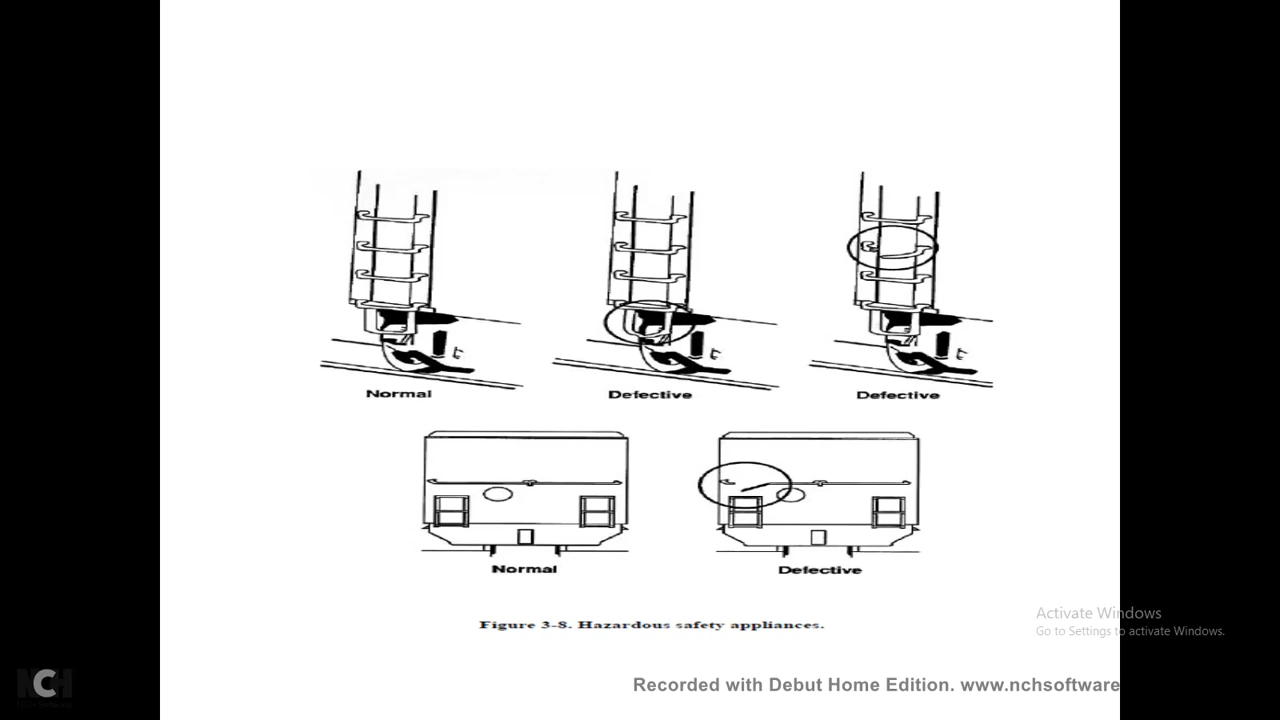 Normal
Defective
Defective
Normal
Defective
Figure 3-8. Hazardous safety appliances.
Activate Windows
Go to Settings to activate Windows.
NCH
Recorded with Debut Home Edition. www.nchsoftware